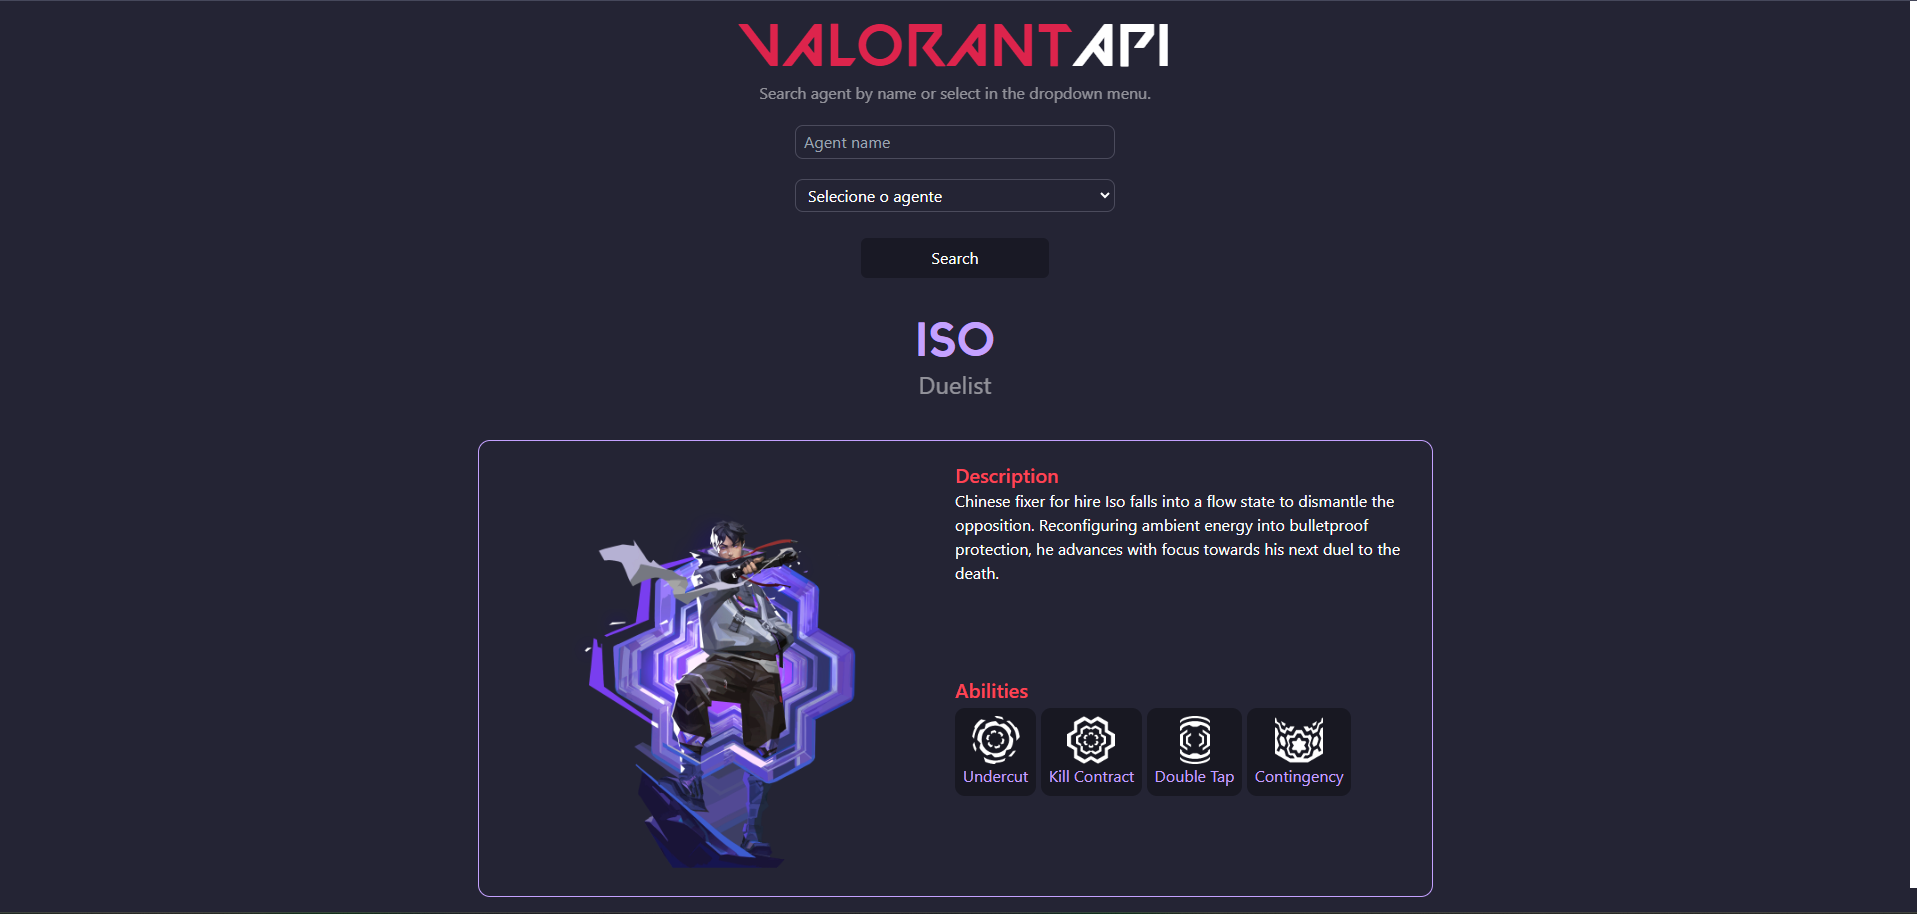 VALORANTAPI
Search agent by name or select in the dropdown menu.
Agent name
Selecione o agente
Search
ISO
Duelist
Description
Chinese fixer for hire Iso falls into a flow state to dismantle the
opposition. Reconfiguring ambient energy into bulletproof
protection, he advances with focus towards his next duel to the
death.
Abilities
Undercut Kill Contract Double Tap Contingency